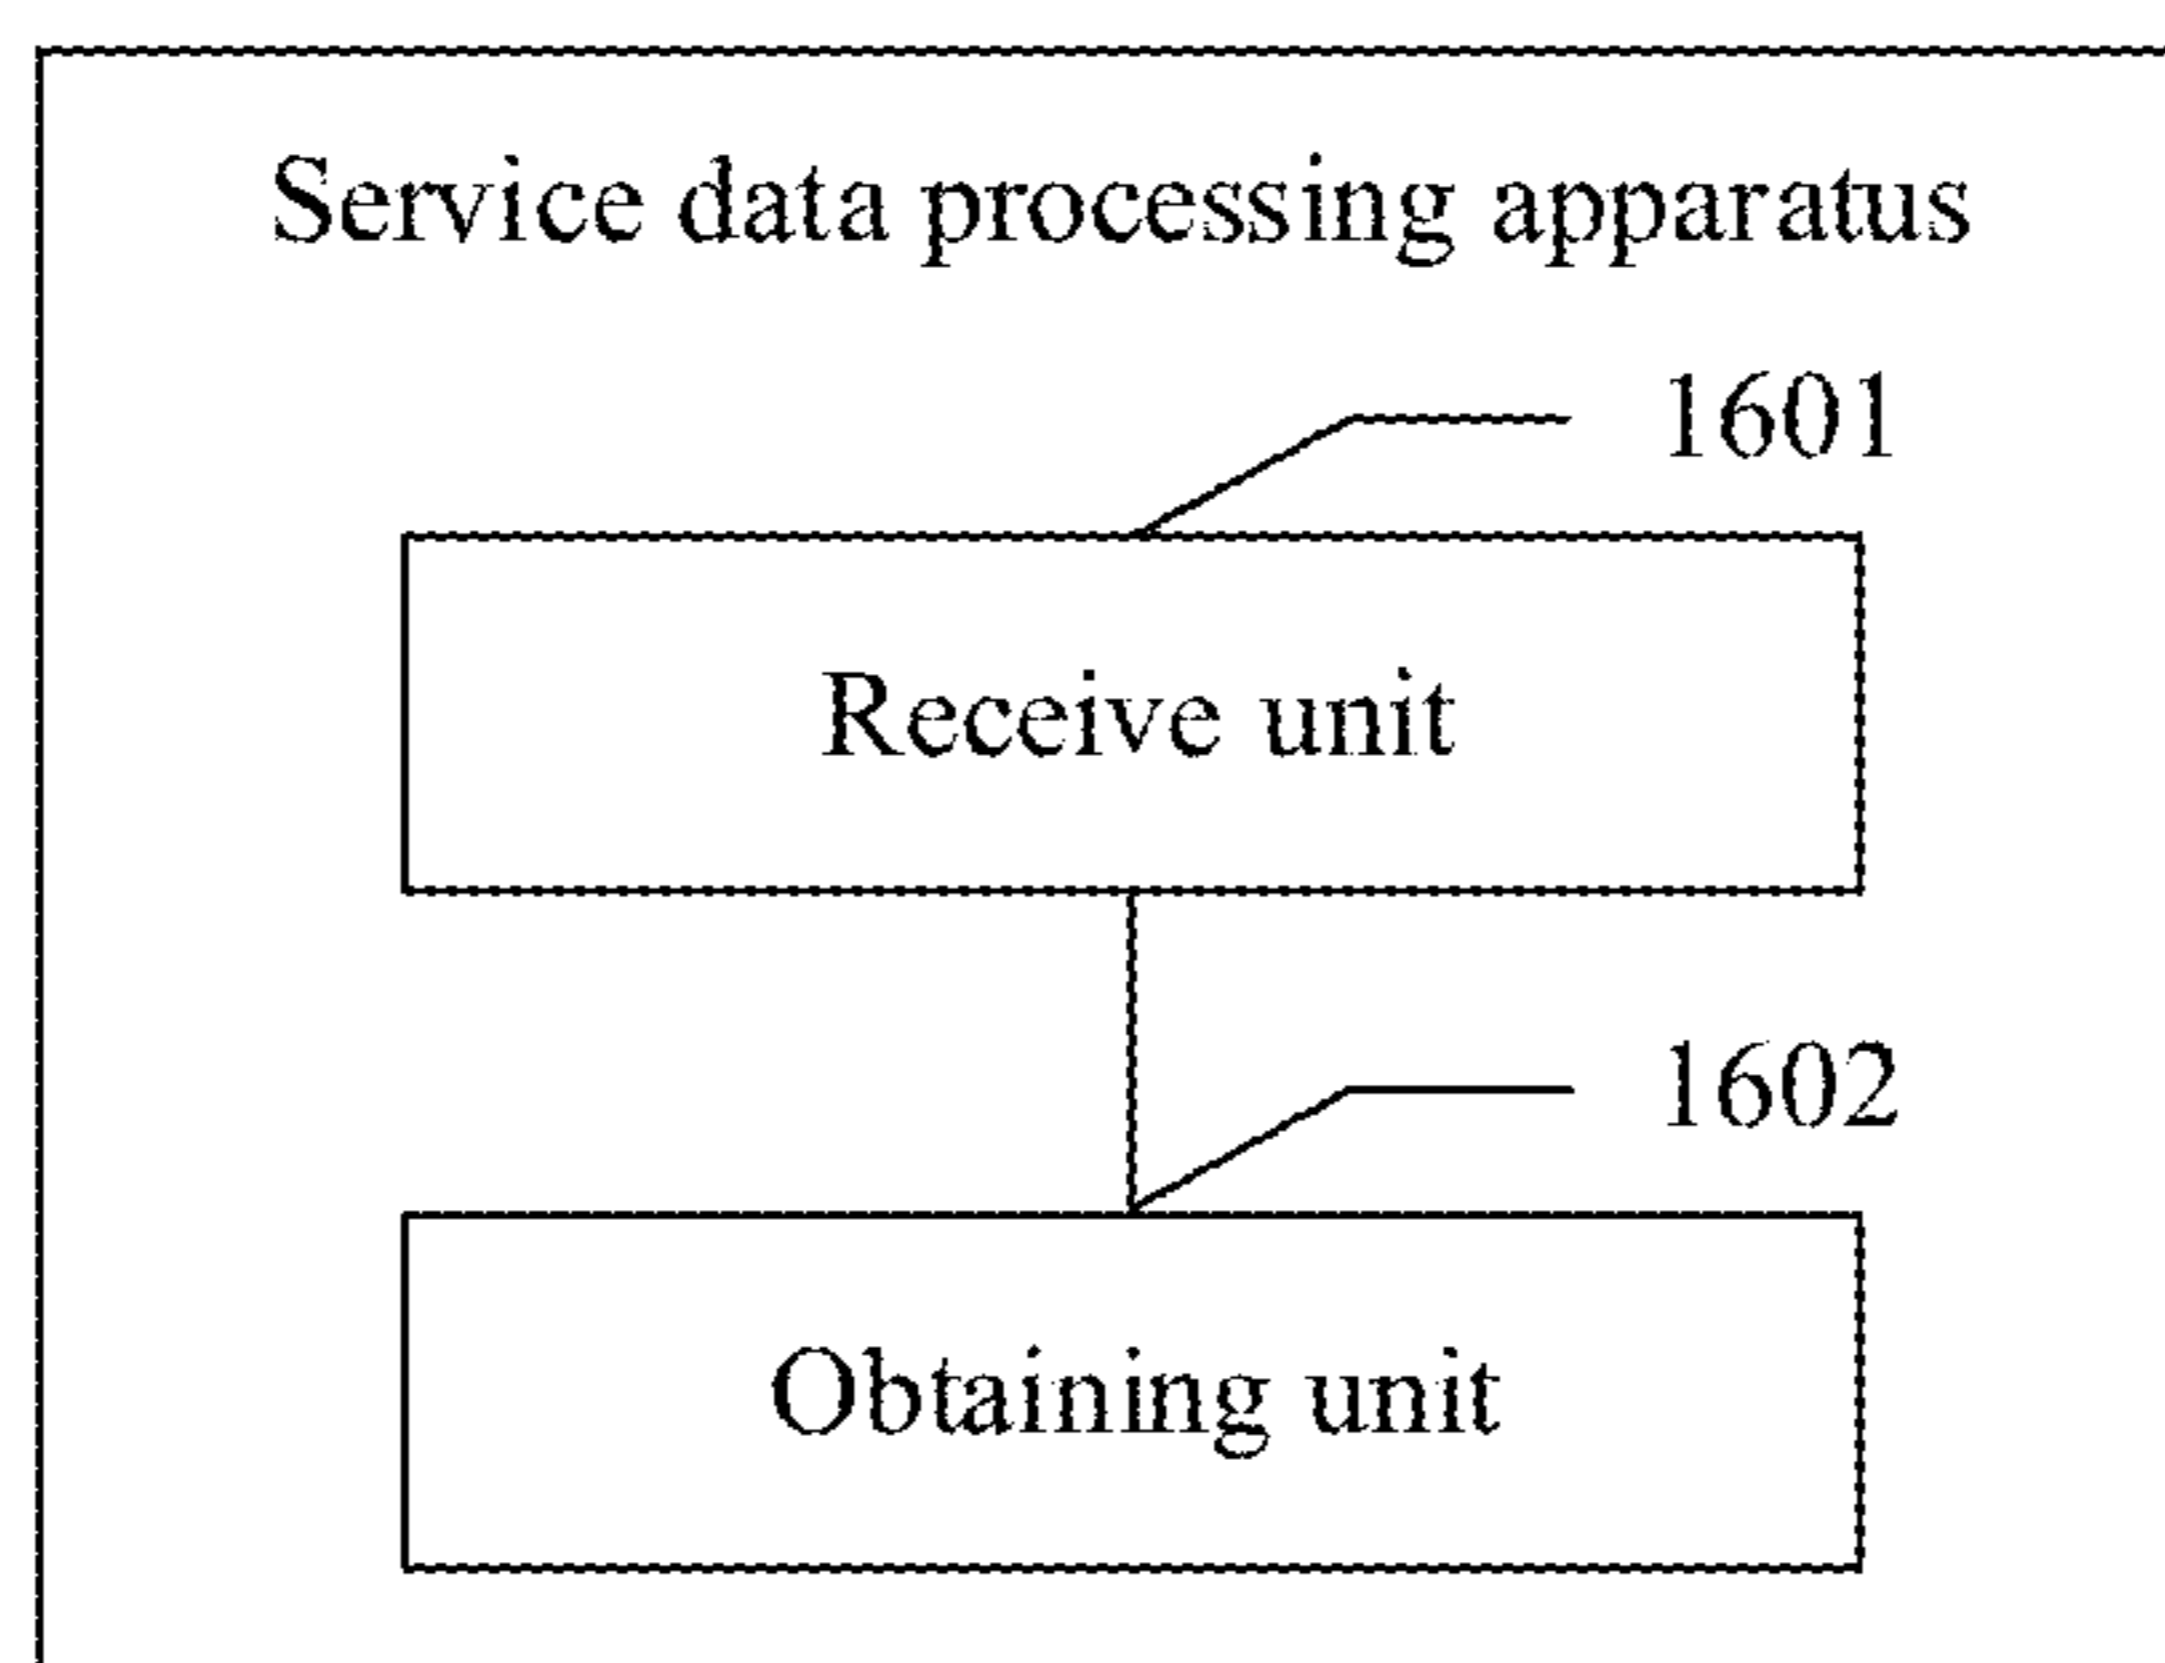 Service data processing apparatus
1601
Receive unit
1602
Obtaining unit